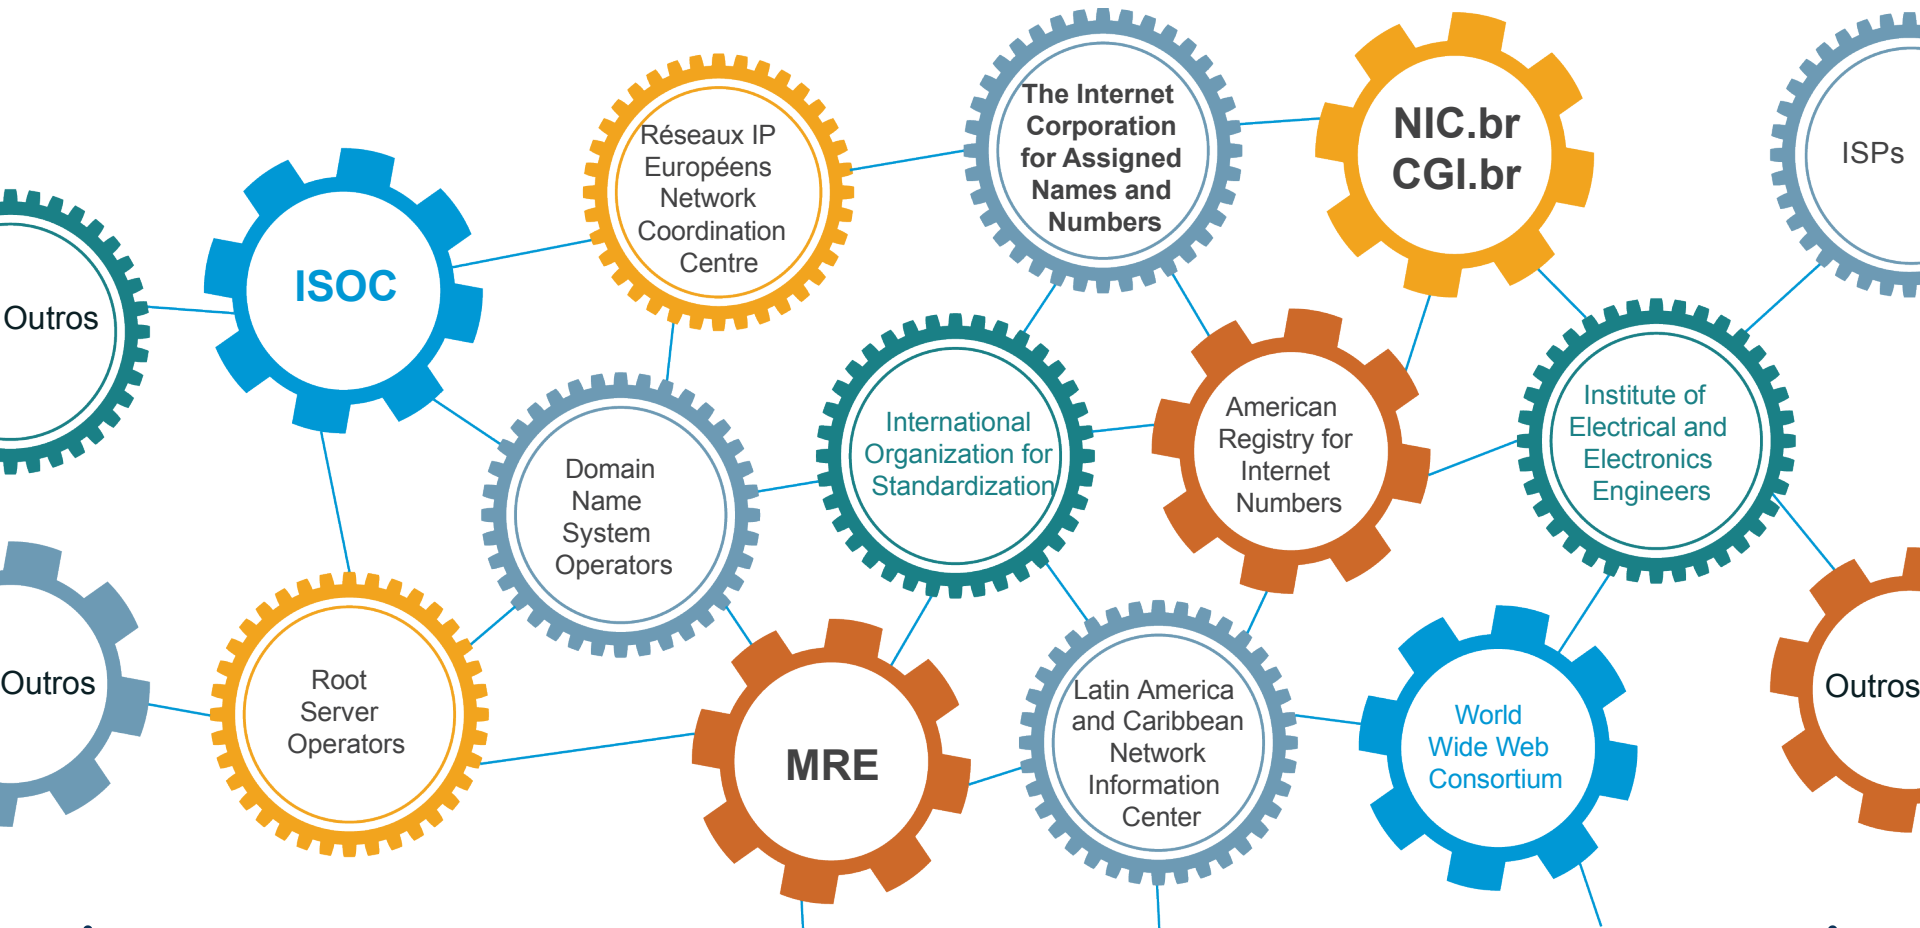 The Internet
Corporation
for Assigned
Names and
Numbers
NIC.br
CGI.br
ISPs
Réseaux IP
Européens
Network
Coordination
Centre
ISOC
Outros
International
Organization for
Standardization
American
Registry for
Internet
Numbers
Institute of
Electrical and
Electronics
Engineers
Domain
Name
System
Operators
Outros
Root
Server
Operators
MRE
Latin America
and Caribbean
Network
Information
Center
World
Wide Web
Consortium
Outros